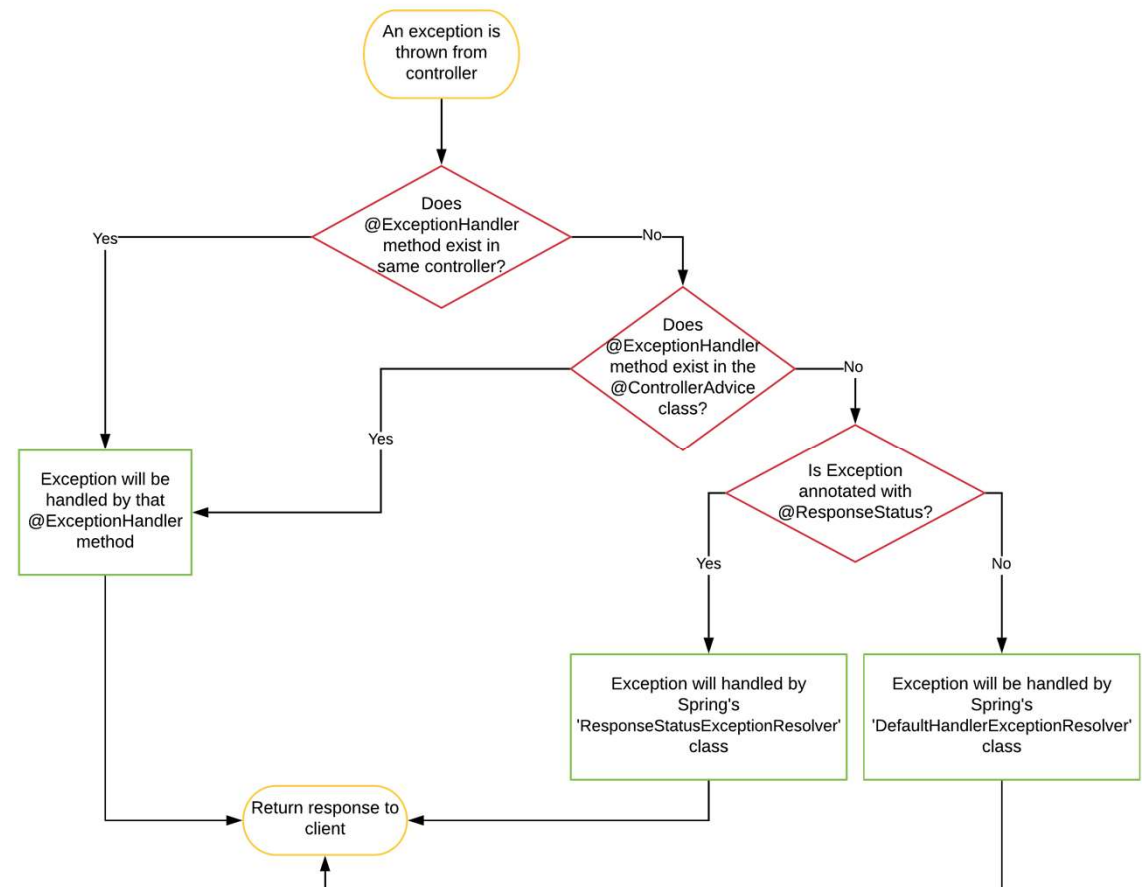 An exception is
thrown from
controller
Does
@ExceptionHandler
method exist in
same controller?
Yes
No
Does
@ExceptionHandler
method exist in the
@ControllerAdvice
class?
Yes
No
Exception will be
handled by that
@ExceptionHandler
method
Is Exception
annotated with
@ResponseStatus?
Yes
No
Exception will handled by
Spring's
'ResponseStatusExceptionResolver'
class
Exception will be handled by
Spring's
'DefaultHandlerExceptionResolver'
class
Return response to
client